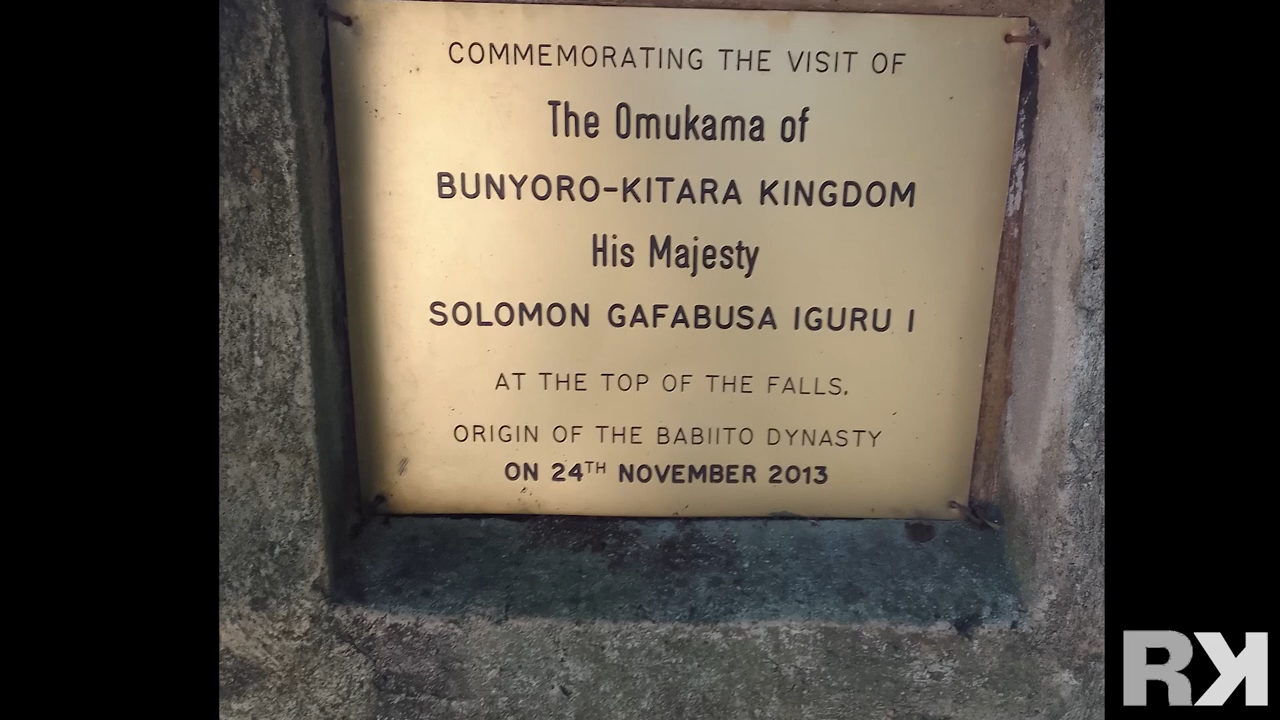 COMMEMORATING THE VISIT OF
The Omukama of
BUNYORO-KITARA KINGDOM
His Majesty
SOLOMON GAFABUSA IGURU I
AT THE TOP OF THE FALLS.
ORIGIN OF THE BABIITO DYNASTY
ON 24TH NOVEMBER 2013
RK